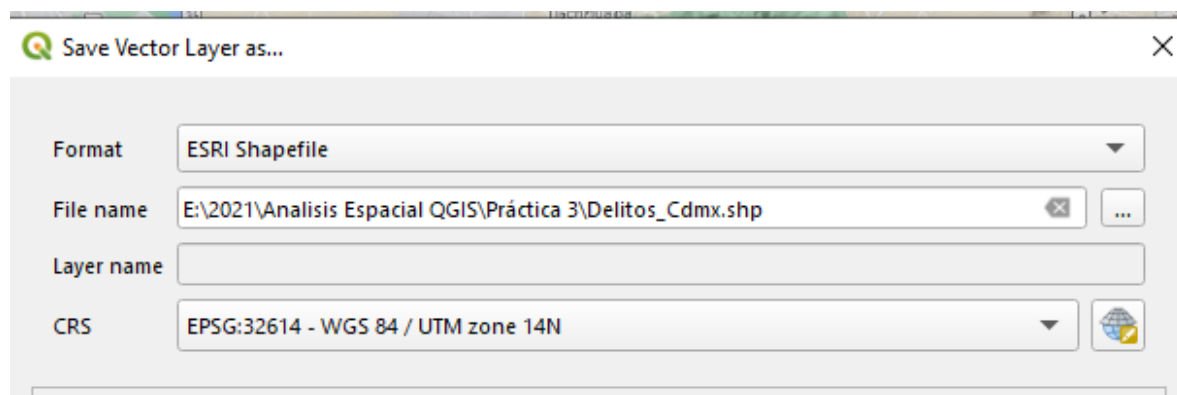 Save Vector Layer as...
Format ESRI Shapefile
File name E:\2021\Analisis Espacial QGIS\Práctica 3\Delitos_Cdmx.shp ...
Layer name
CRS EPSG:32614 - WGS 84 / UTM zone 14N